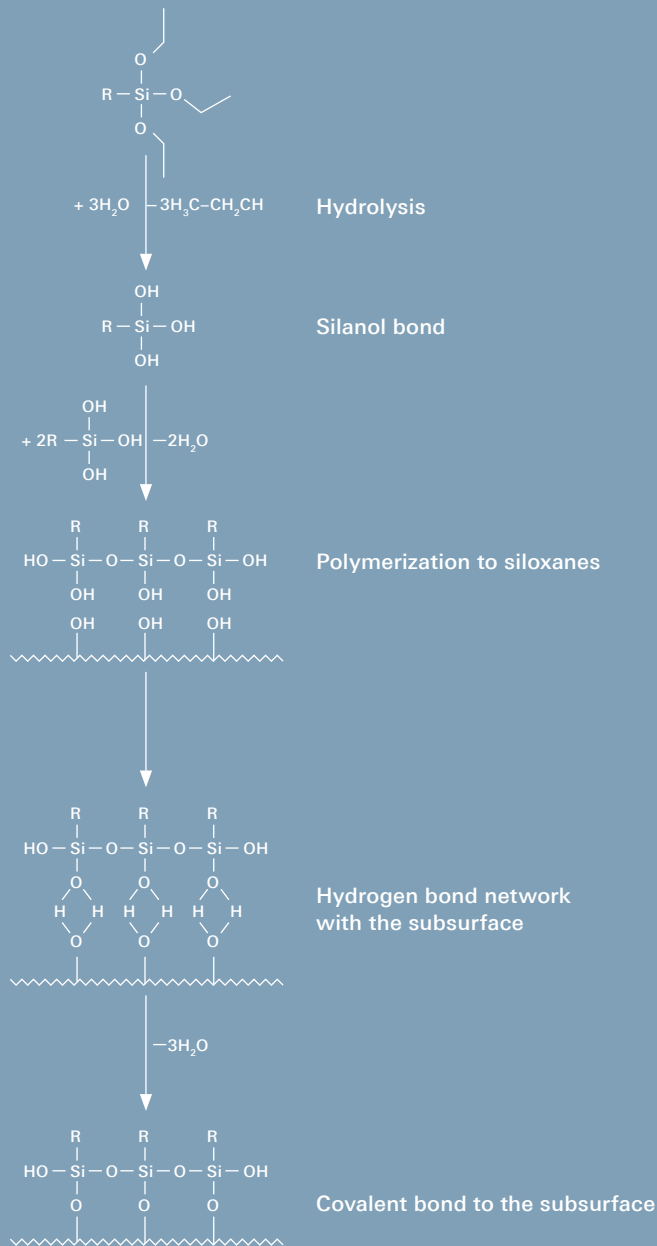 O
R — Si — O
O
+ 3H₂O —3H₃C–CH₂CH Hydrolysis
OH
R — Si — OH Silanol bond
OH
OH
+ 2R — Si — OH —2H₂O
OH
R R R
HO — Si — O — Si — O — Si — OH Polymerization to siloxanes
OH OH OH
OH OH OH
R R R
HO — Si — O — Si — O — Si — OH
O O O
H H H H H H Hydrogen bond network
with the subsurface
O O O
—3H₂O
R R R
HO — Si — O — Si — O — Si — OH
O O O Covalent bond to the subsurface